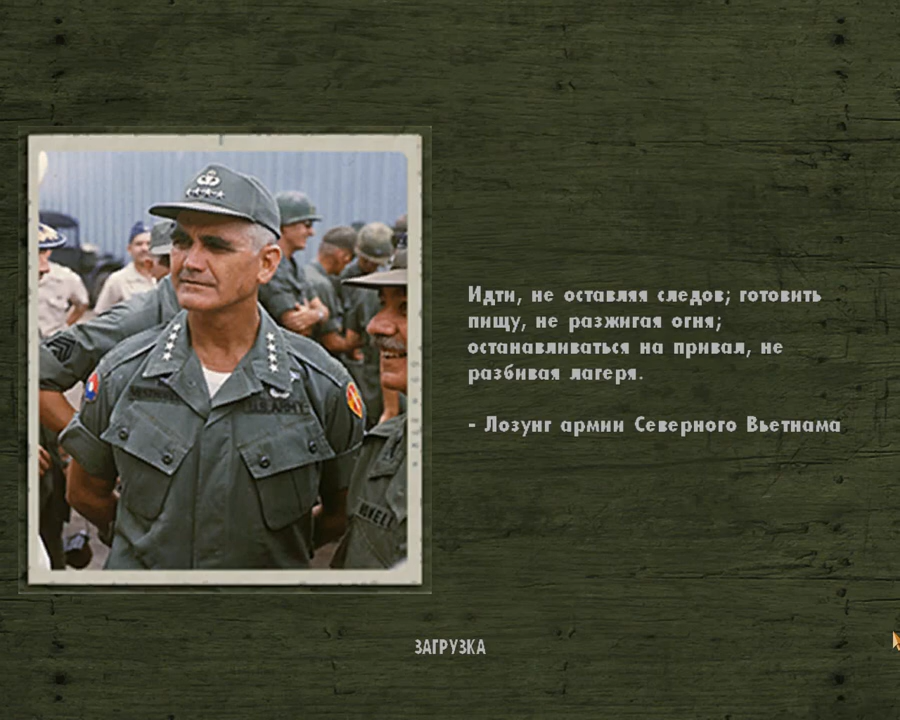 Идти, не оставляя следов; готовить
пищу, не разжигая огня;
останавливаться на привал, не
разбивая лагеря.
- Лозунг армии Северного Вьетнама
U.S. ARMY
ЗАГРУЗКА